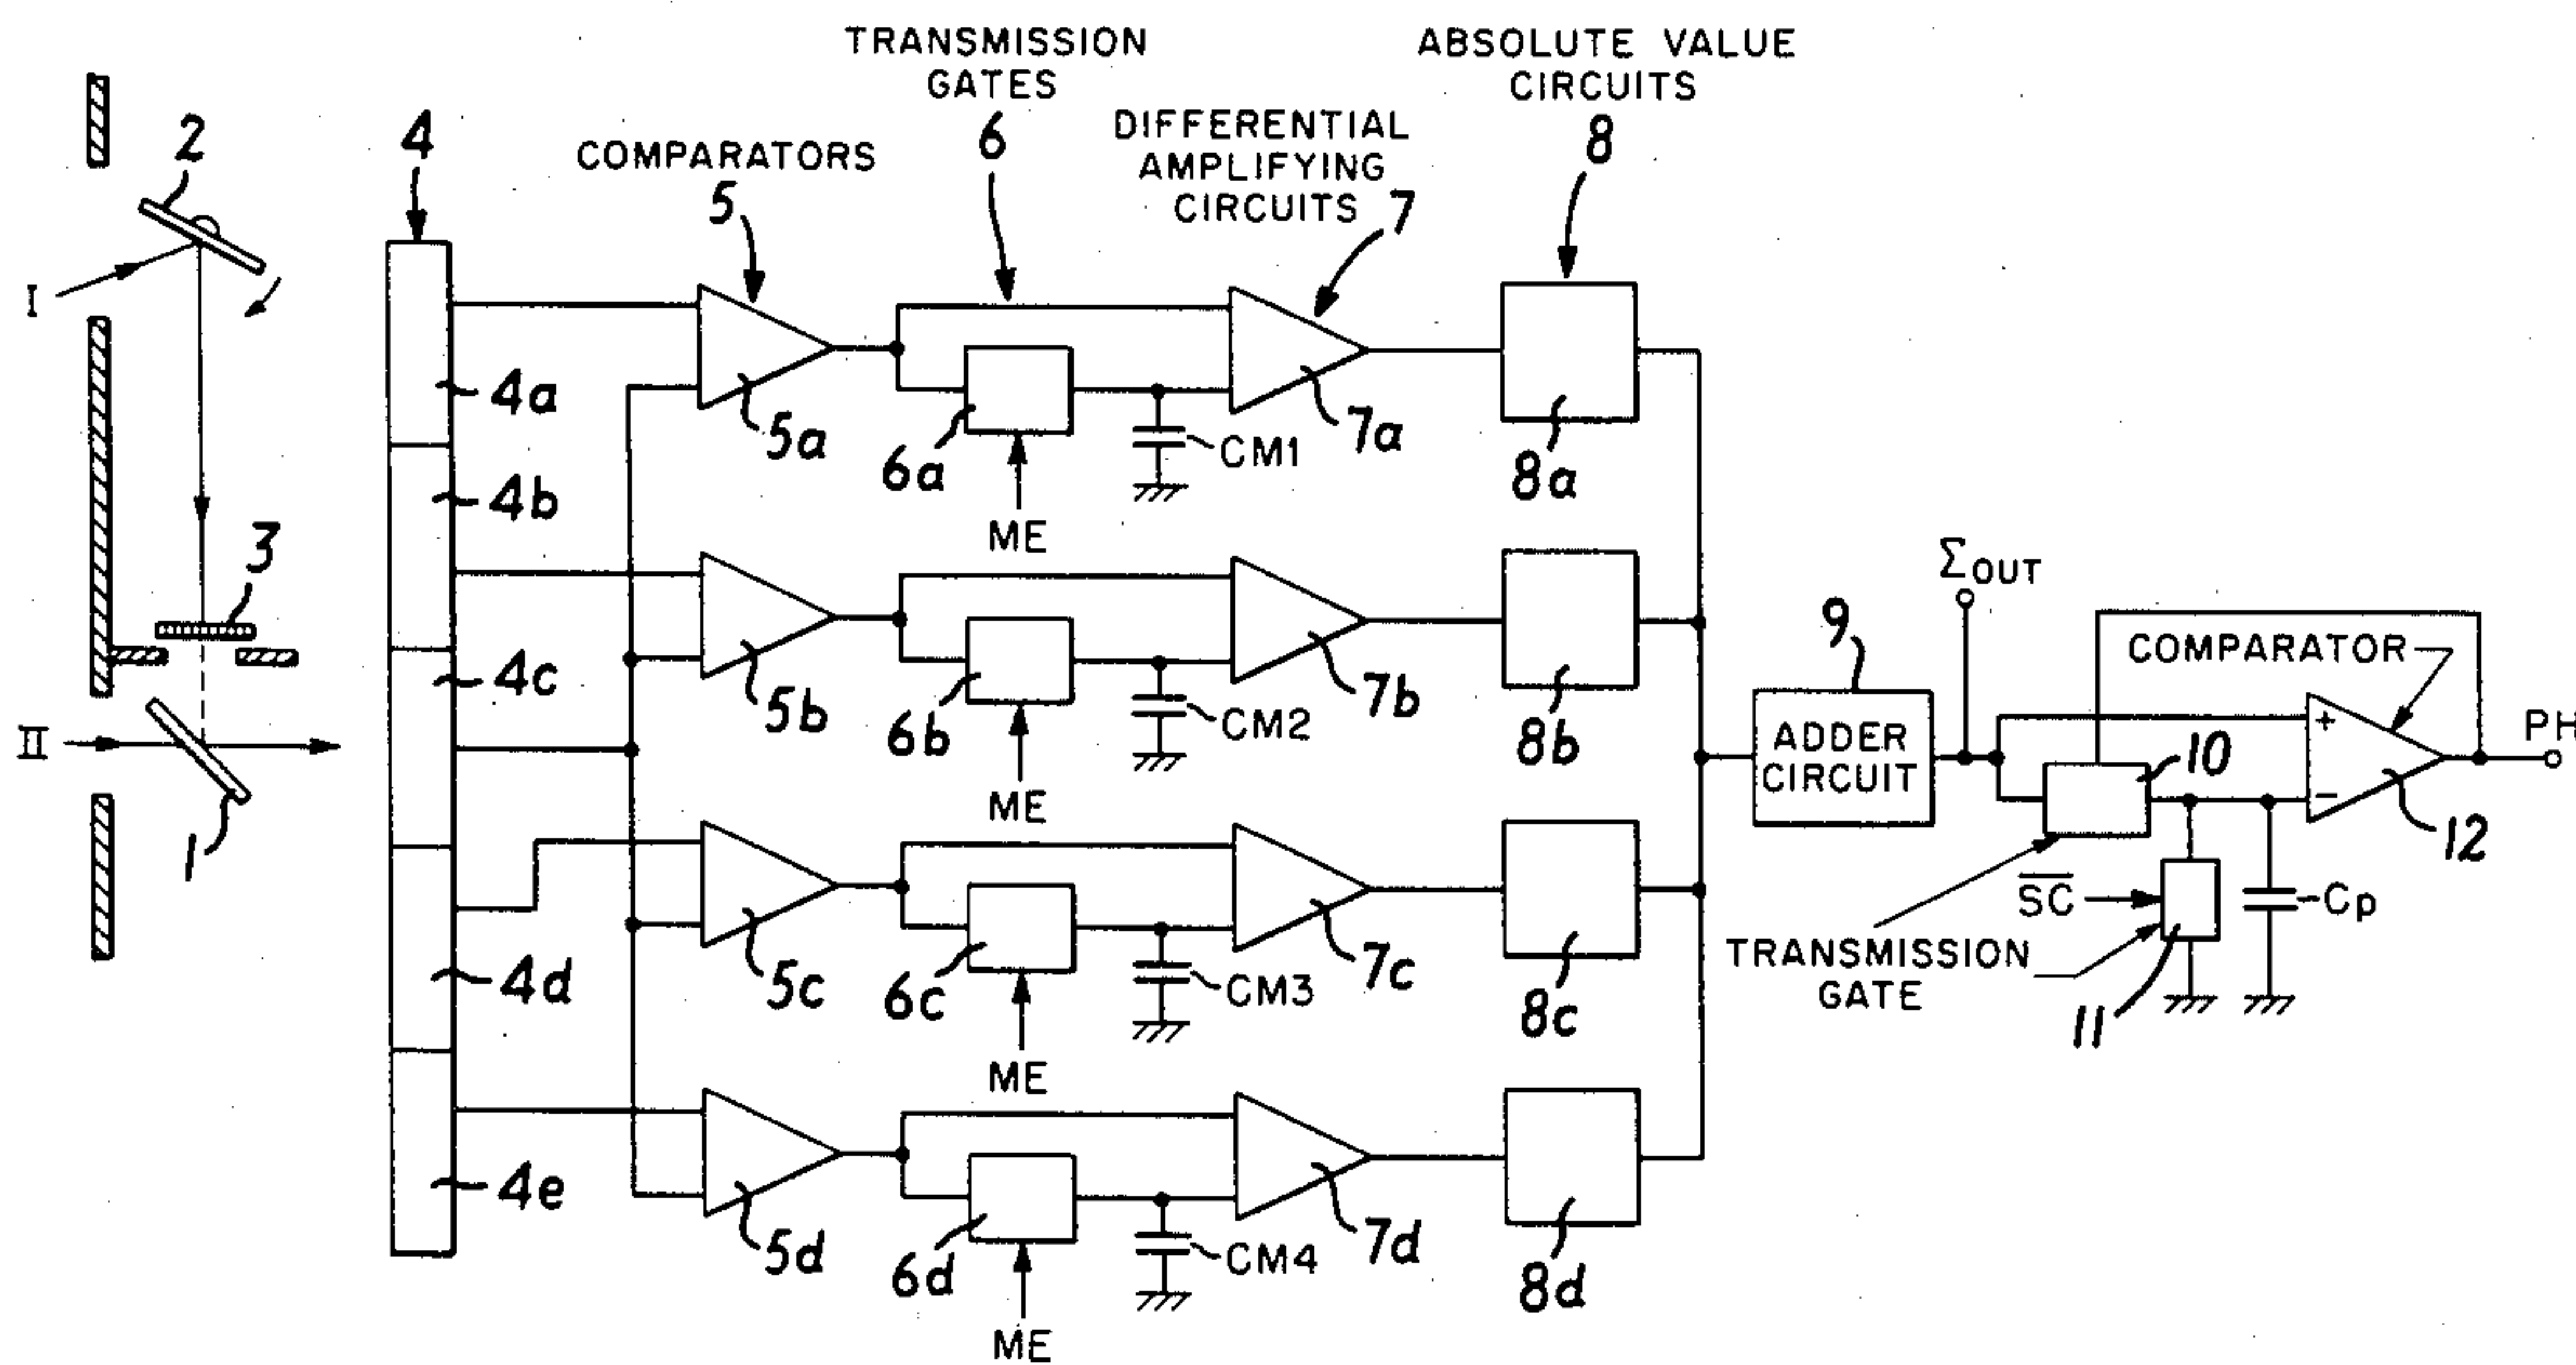 TRANSMISSION
GATES
6
ABSOLUTE VALUE
CIRCUITS
8
DIFFERENTIAL
AMPLIFYING
CIRCUITS 7
COMPARATORS
5
2
4
I
4a
5a
6a
ME
CM1
7a
8a
4b
3
4c
5b
6b
ME
CM2
7b
8b
II
1
4d
5c
6c
ME
CM3
7c
8c
4e
5d
6d
ME
CM4
7d
8d
ΣOUT
9
ADDER
CIRCUIT
COMPARATOR
+
−
PH
10
12
S̅C̅
Cp
TRANSMISSION
GATE
11